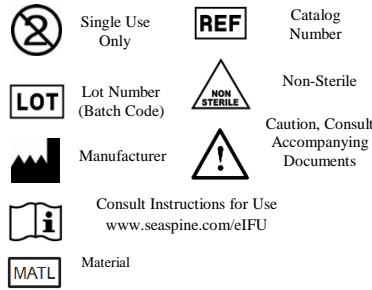 2
Single Use
Only
REF
Catalog
Number
LOT
Lot Number
(Batch Code)
NON
STERILE
Non-Sterile
Manufacturer
!
Caution, Consult
Accompanying
Documents
i
Consult Instructions for Use
www.seaspine.com/eIFU
MATL
Material